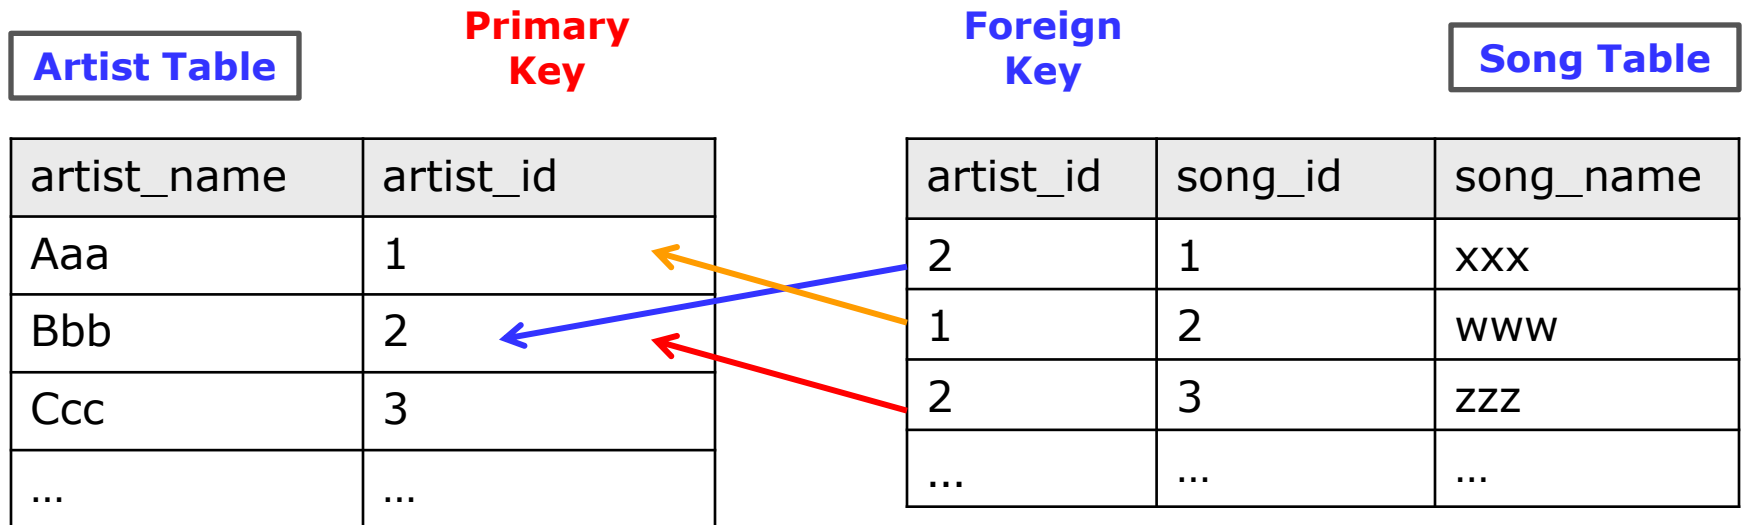 Primary
Key
Foreign
Key
Artist Table
Song Table
artist_name artist_id
Aaa 1
Bbb 2
Ccc 3
... ...
artist_id song_id song_name
2 1 xxx
1 2 www
2 3 zzz
... ... ...